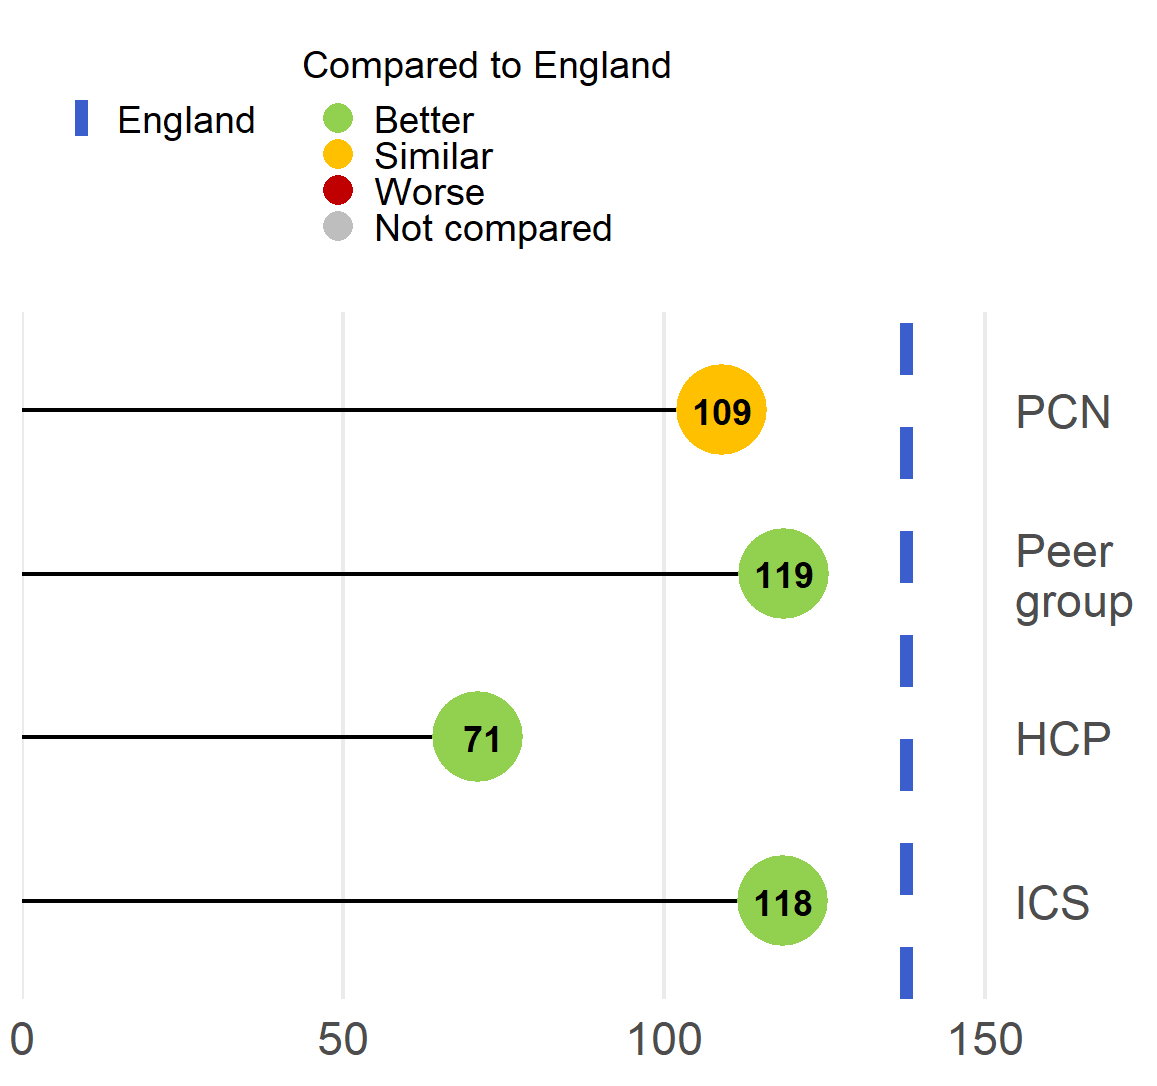 Compared to England
England
Better
Similar
Worse
Not compared
109
PCN
119
Peer
group
71
HCP
118
ICS
0
50
100
150